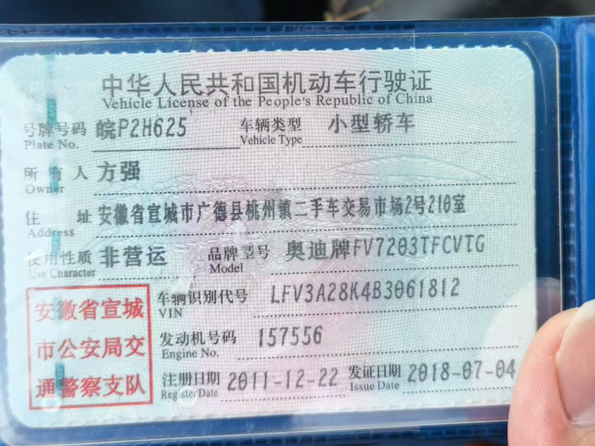 中华人民共和国机动车行驶证
Vehicle License of the People's Republic of China
号牌号码 皖P2H625 车辆类型 小型轿车
Plate No. Vehicle Type
所有人 方强
Owner
住址 安徽省宣城市广德县桃州镇二手车交易市场2号210室
Address
使用性质 非营运 品牌型号 奥迪牌FV7203TFCVTG
Use Character Model
安徽省宣城
市公安局交
通警察支队
车辆识别代号 LFV3A28K4B3061812
VIN
发动机号码 157556
Engine No.
注册日期 2011-12-22 发证日期 2018-07-04
Register Date Issue Date